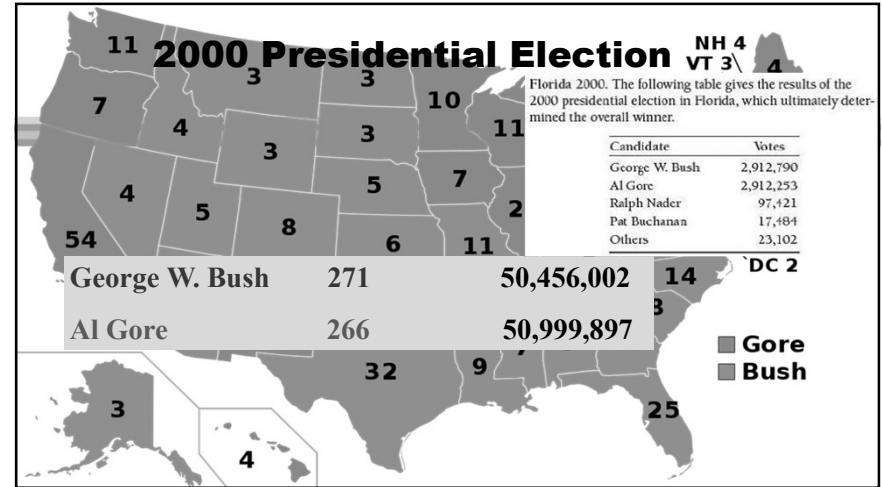 2000 Presidential Election
NH 4
VT 3\
4
11
3
3
10
7
4
3
3
11
4
5
8
5
7
2
54
6
11
Florida 2000. The following table gives the results of the
2000 presidential election in Florida, which ultimately deter-
mined the overall winner.
Candidate Votes
George W. Bush 2,912,790
Al Gore 2,912,253
Ralph Nader 97,421
Pat Buchanan 17,484
Others 23,102
DC 2
George W. Bush 271 50,456,002
Al Gore 266 50,999,897
14
Gore
Bush
32
9
25
3
4